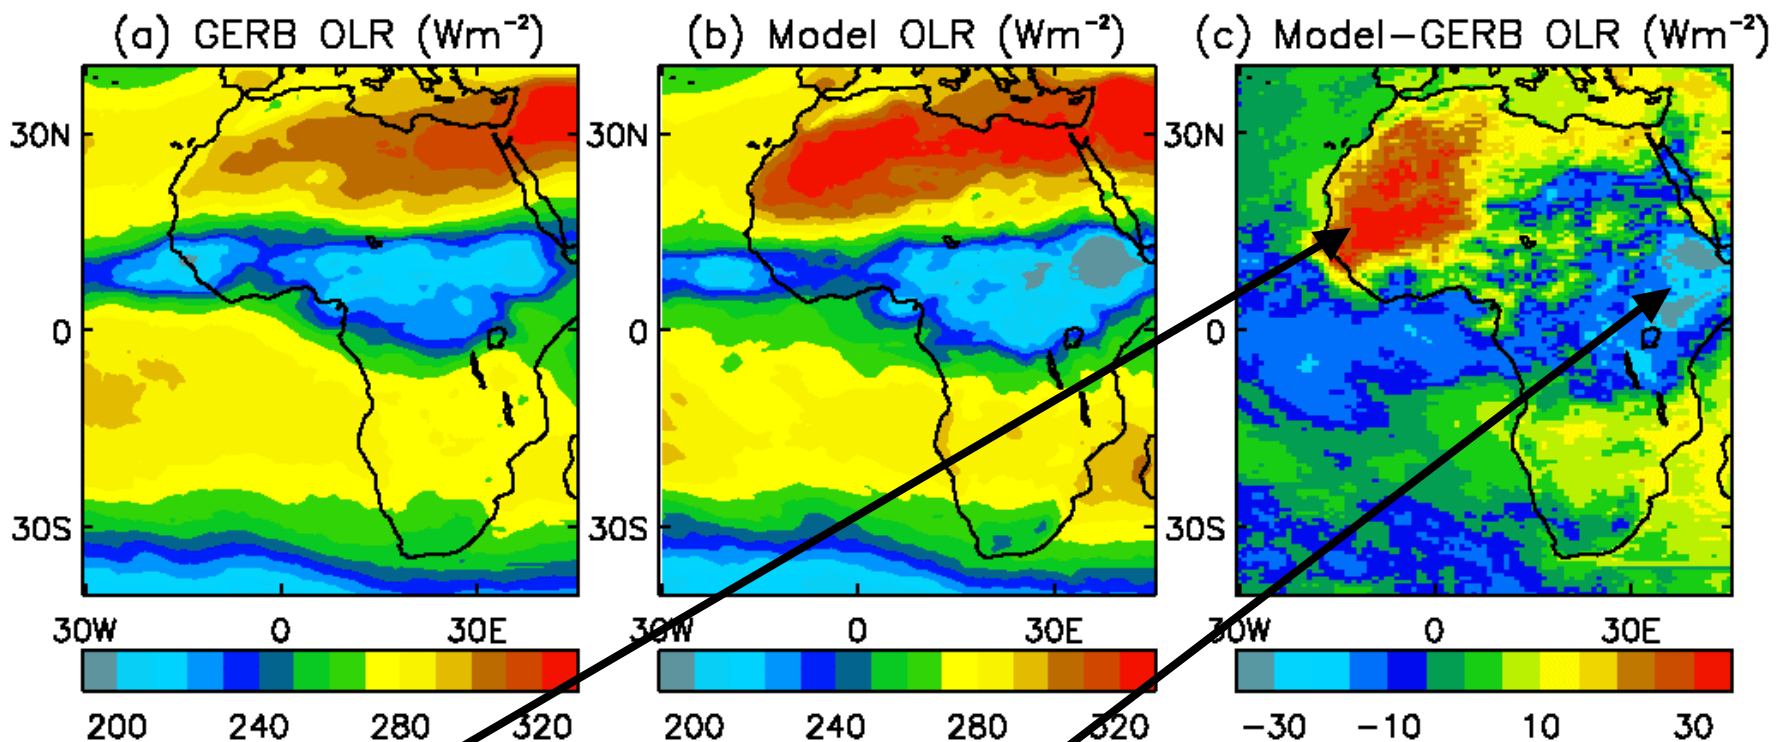 (a) GERB OLR (Wm⁻²)
(b) Model OLR (Wm⁻²)
(c) Model−GERB OLR (Wm⁻²)
30N
0
30S
30W 0 30E
200 240 280 320
30N
0
30S
30W 0 30E
200 240 280 320
30N
0
30S
30W 0 30E
−30 −10 10 30